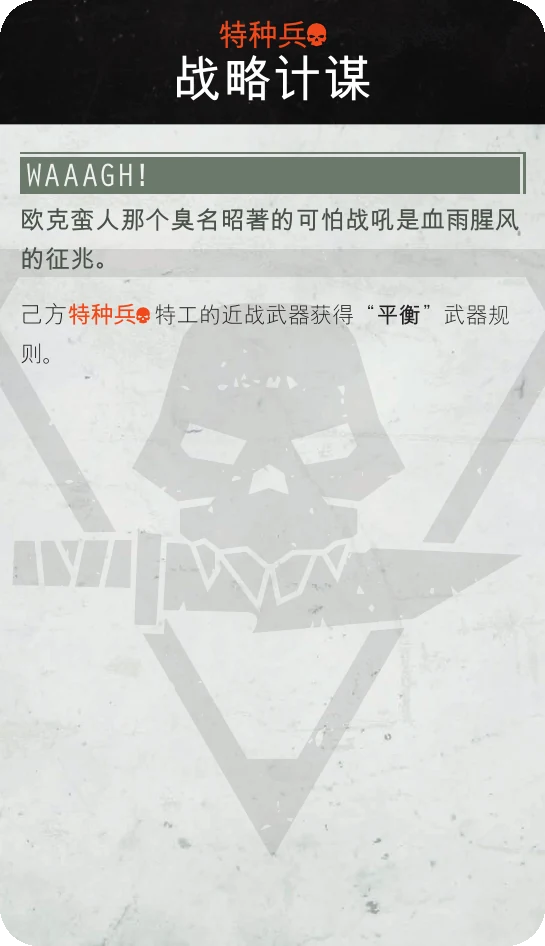 特种兵
战略计谋
WAAAGH!
欧克蛮人那个臭名昭著的可怕战吼是血雨腥风
的征兆。
己方特种兵特工的近战武器获得“平衡”武器规
则。